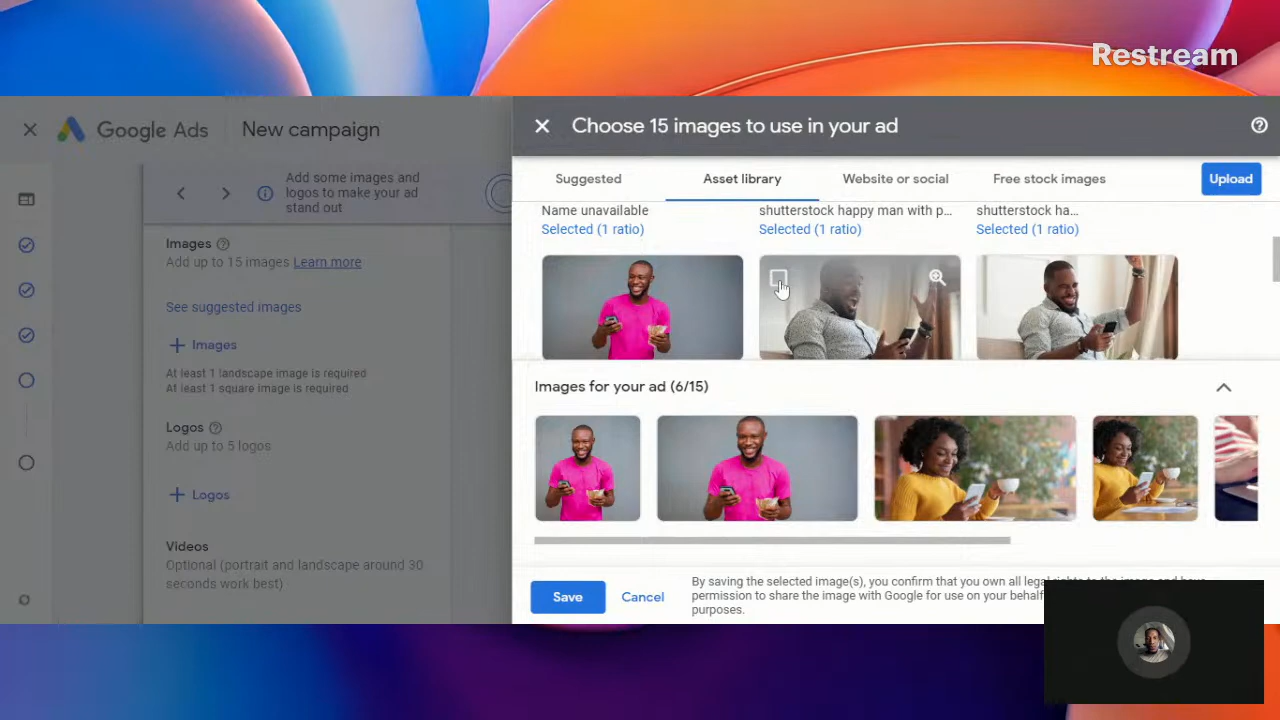 Restream
Google Ads
New campaign
Add some images and
logos to make your ad
stand out
Images
Add up to 15 images Learn more
See suggested images
+ Images
At least 1 landscape image is required
At least 1 square image is required
Logos
Add up to 5 logos
+ Logos
Videos
Optional (portrait and landscape around 30
seconds work best)
Choose 15 images to use in your ad
Suggested
Asset library
Website or social
Free stock images
Upload
Name unavailable
Selected (1 ratio)
shutterstock happy man with p...
Selected (1 ratio)
shutterstock ha...
Selected (1 ratio)
Images for your ad (6/15)
Save
Cancel
By saving the selected image(s), you confirm that you own all legal rights to the image and have
permission to share the image with Google for use on your behalf
purposes.